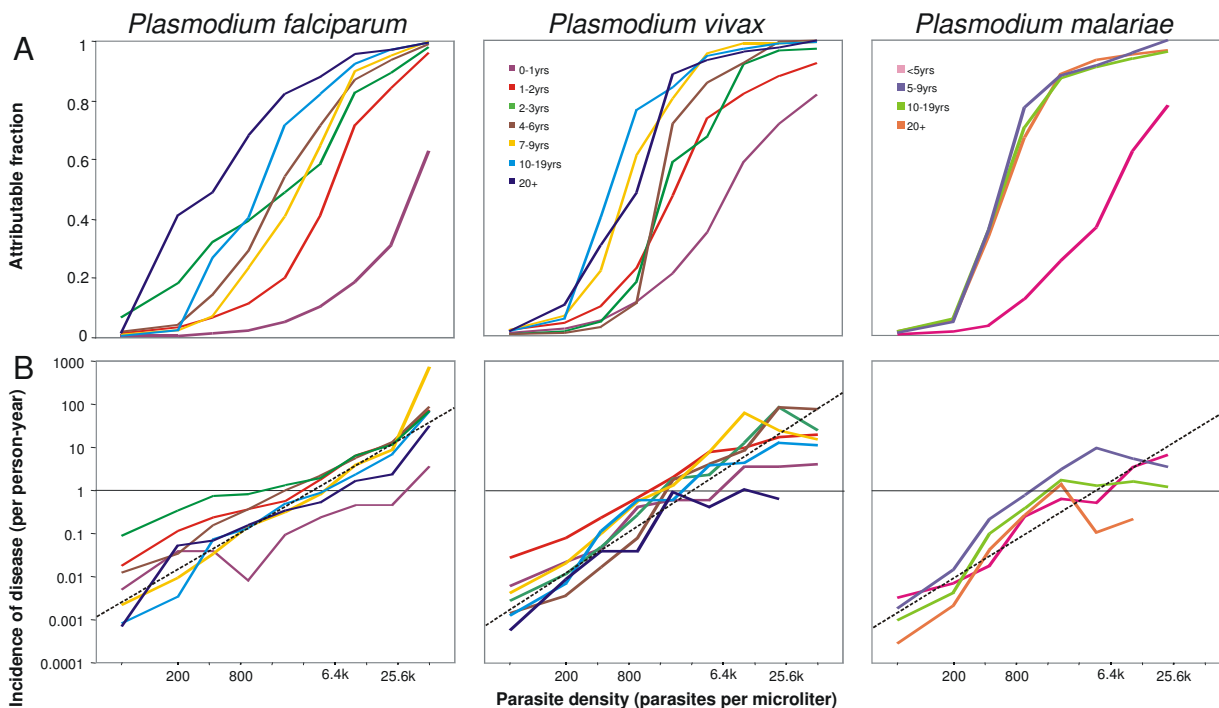 Plasmodium falciparum
Plasmodium vivax
Plasmodium malariae
A
Attributable fraction
1
0.8
0.6
0.4
0.2
0
0-1yrs
1-2yrs
2-3yrs
4-6yrs
7-9yrs
10-19yrs
20+
<5yrs
5-9yrs
10-19yrs
20+
B
Incidence of disease (per person-year)
1000
100
10
1
0.1
0.01
0.001
0.0001
200 800 6.4k 25.6k
200 800 6.4k 25.6k
200 800 6.4k 25.6k
Parasite density (parasites per microliter)